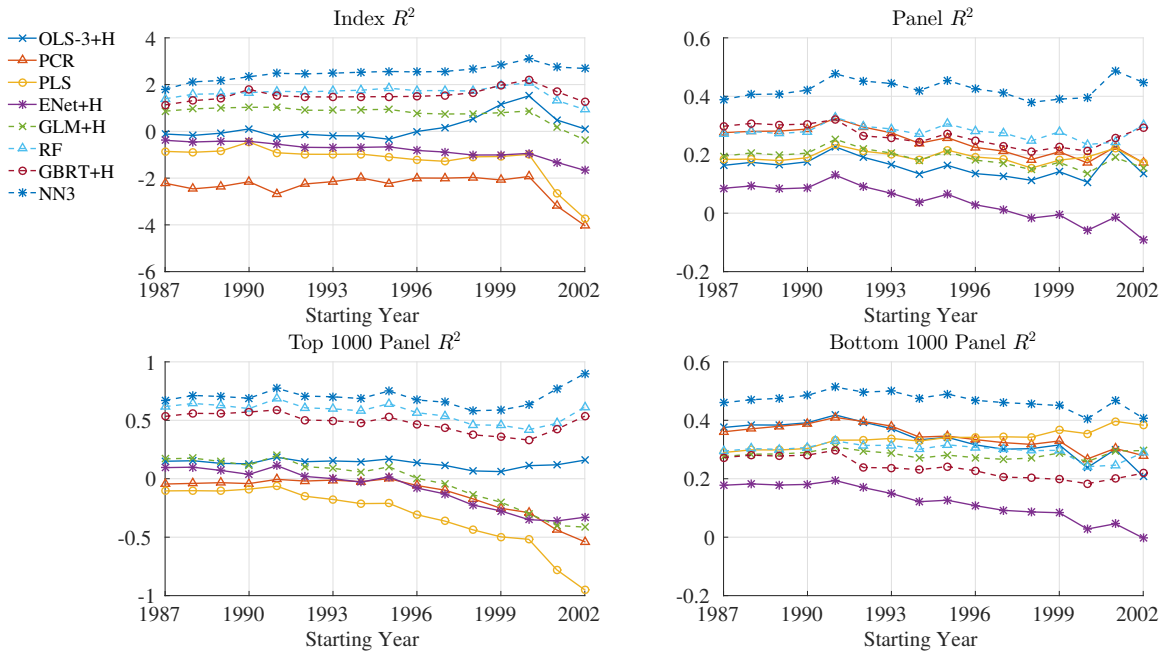 Index R²
OLS-3+H
PCR
PLS
ENet+H
GLM+H
RF
GBRT+H
NN3
4
2
0
-2
-4
-6
1987 1990 1993 1996 1999 2002
Starting Year
Panel R²
0.6
0.4
0.2
0
-0.2
1987 1990 1993 1996 1999 2002
Starting Year
Top 1000 Panel R²
1
0.5
0
-0.5
-1
1987 1990 1993 1996 1999 2002
Starting Year
Bottom 1000 Panel R²
0.6
0.4
0.2
0
-0.2
1987 1990 1993 1996 1999 2002
Starting Year